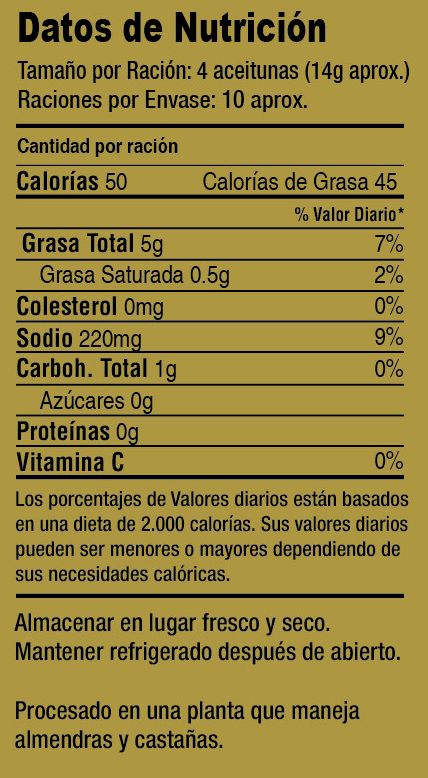 Datos de Nutrición
Tamaño por Ración: 4 aceitunas (14g aprox.)
Raciones por Envase: 10 aprox.
Cantidad por ración
Calorías 50 Calorías de Grasa 45
% Valor Diario*
Grasa Total 5g 7%
Grasa Saturada 0.5g 2%
Colesterol 0mg 0%
Sodio 220mg 9%
Carboh. Total 1g 0%
Azúcares 0g
Proteínas 0g
Vitamina C 0%
Los porcentajes de Valores diarios están basados
en una dieta de 2.000 calorías. Sus valores diarios
pueden ser menores o mayores dependiendo de
sus necesidades calóricas.
Almacenar en lugar fresco y seco.
Mantener refrigerado después de abierto.
Procesado en una planta que maneja
almendras y castañas.